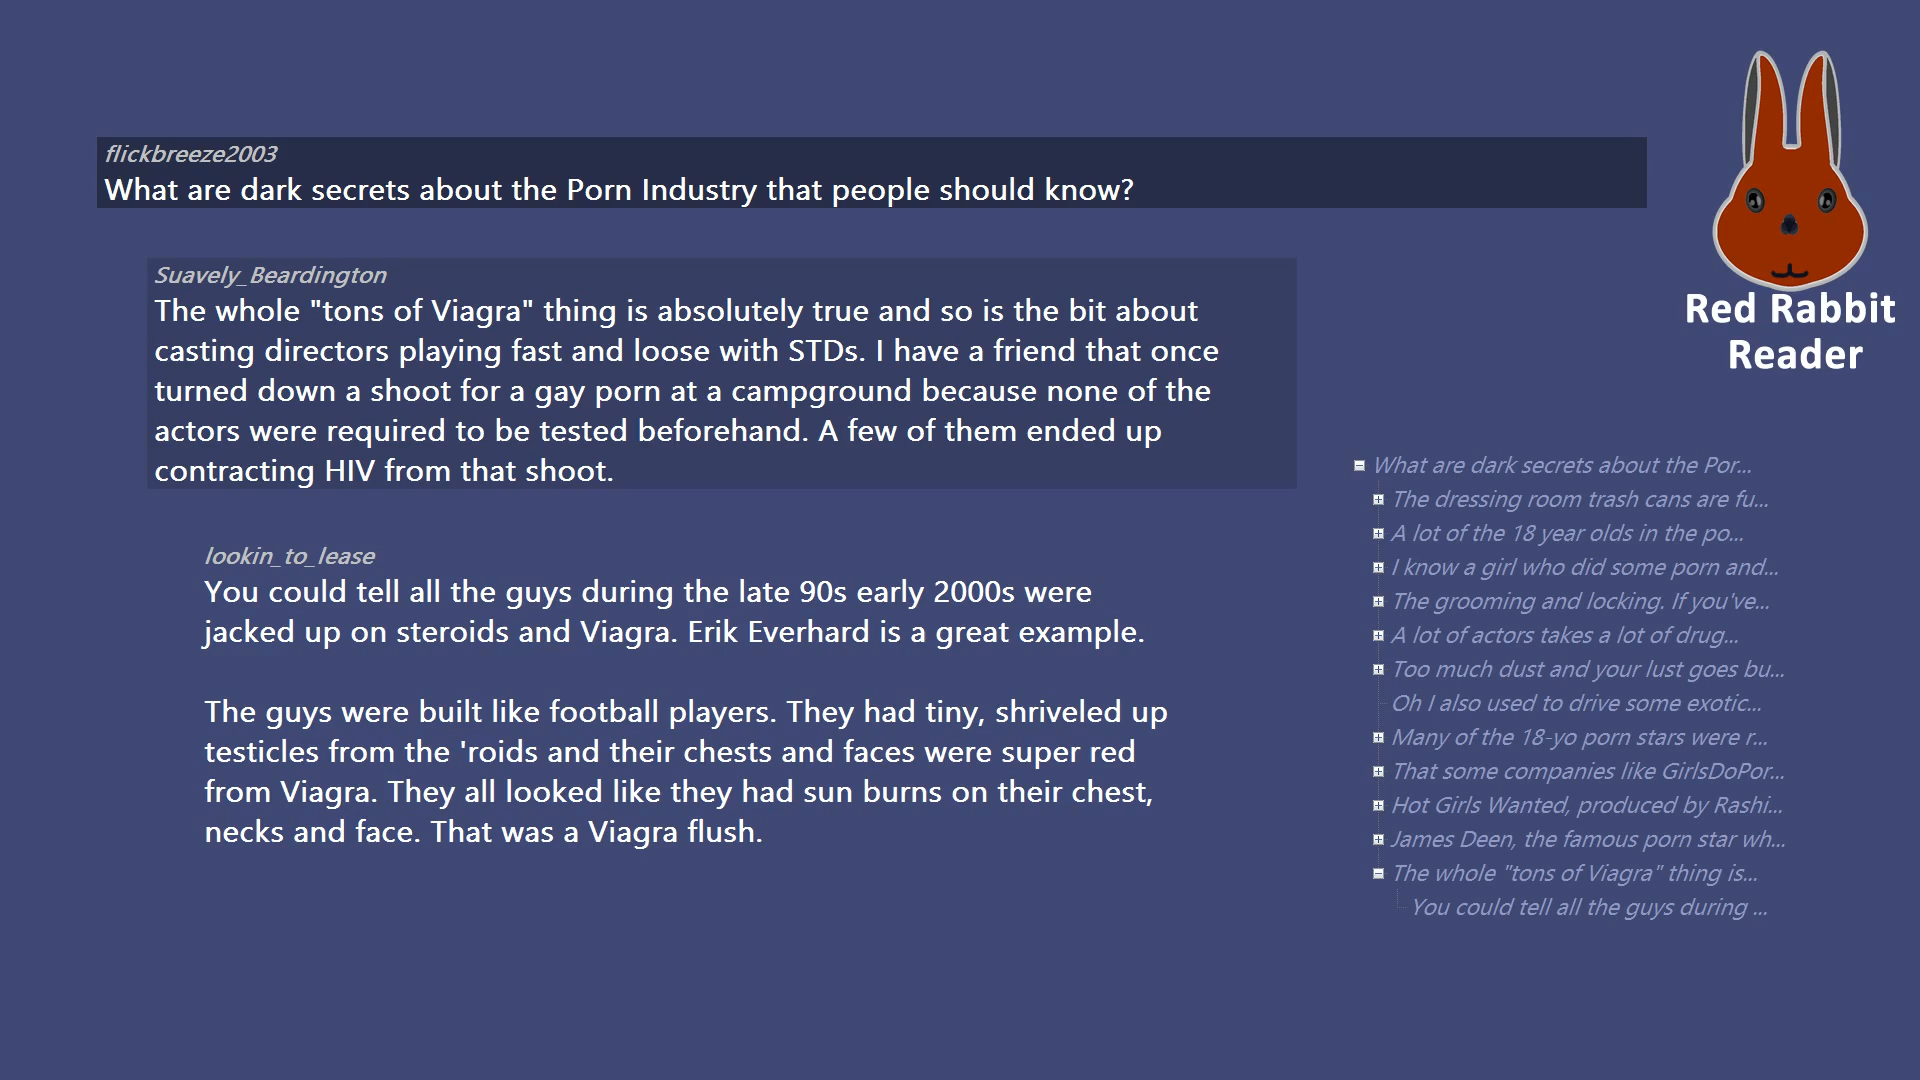 flickbreeze2003
What are dark secrets about the Porn Industry that people should know?
Suavely_Beardington
The whole "tons of Viagra" thing is absolutely true and so is the bit about
casting directors playing fast and loose with STDs. I have a friend that once
turned down a shoot for a gay porn at a campground because none of the
actors were required to be tested beforehand. A few of them ended up
contracting HIV from that shoot.
lookin_to_lease
You could tell all the guys during the late 90s early 2000s were
jacked up on steroids and Viagra. Erik Everhard is a great example.
The guys were built like football players. They had tiny, shriveled up
testicles from the 'roids and their chests and faces were super red
from Viagra. They all looked like they had sun burns on their chest,
necks and face. That was a Viagra flush.
Red Rabbit
Reader
What are dark secrets about the Por...
The dressing room trash cans are fu...
A lot of the 18 year olds in the po...
I know a girl who did some porn and...
The grooming and locking. If you've...
A lot of actors takes a lot of drug...
Too much dust and your lust goes bu...
Oh I also used to drive some exotic...
Many of the 18-yo porn stars were r...
That some companies like GirlsDoPor...
Hot Girls Wanted, produced by Rashi...
James Deen, the famous porn star wh...
The whole "tons of Viagra" thing is...
You could tell all the guys during ...